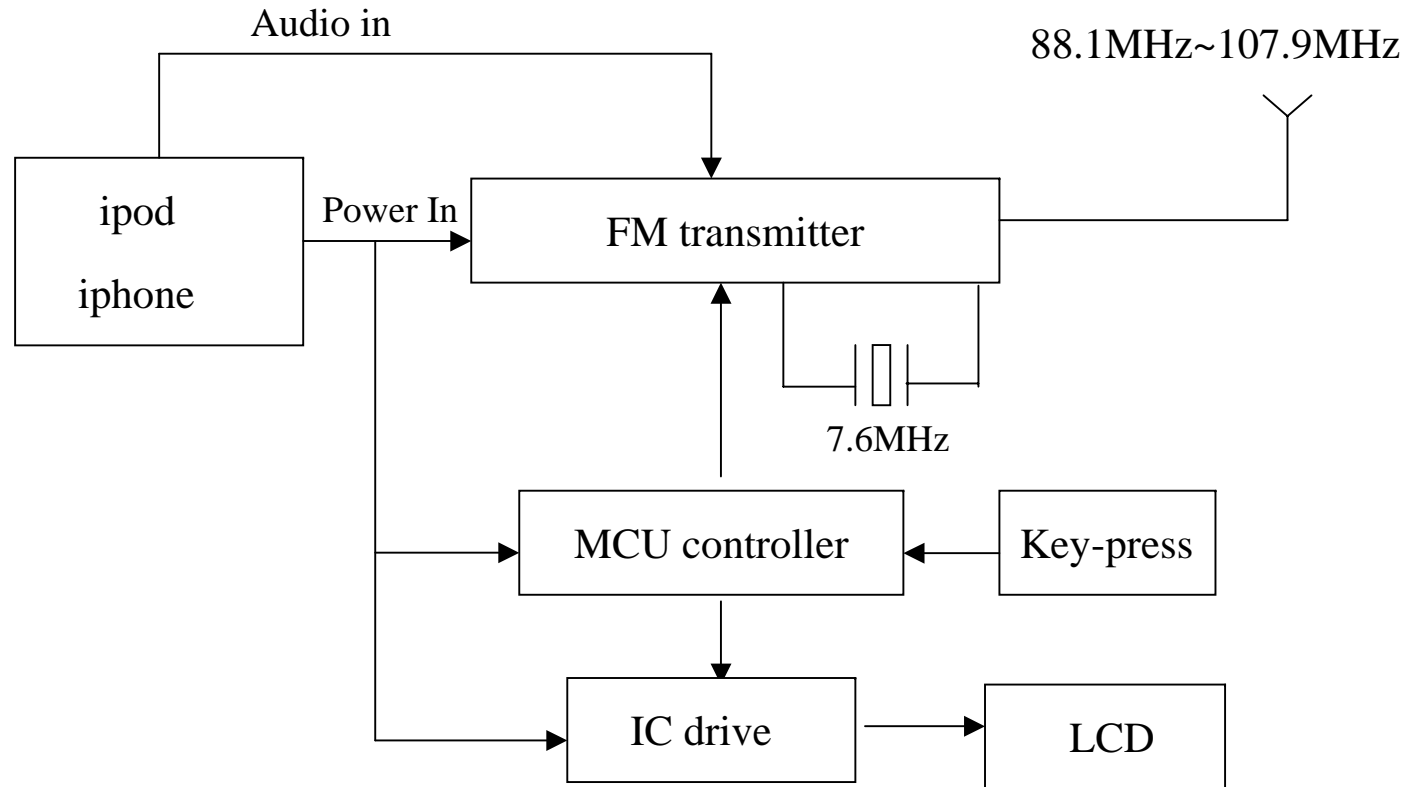 Audio in
88.1MHz~107.9MHz
ipod
iphone
Power In
FM transmitter
7.6MHz
MCU controller
Key-press
IC drive
LCD